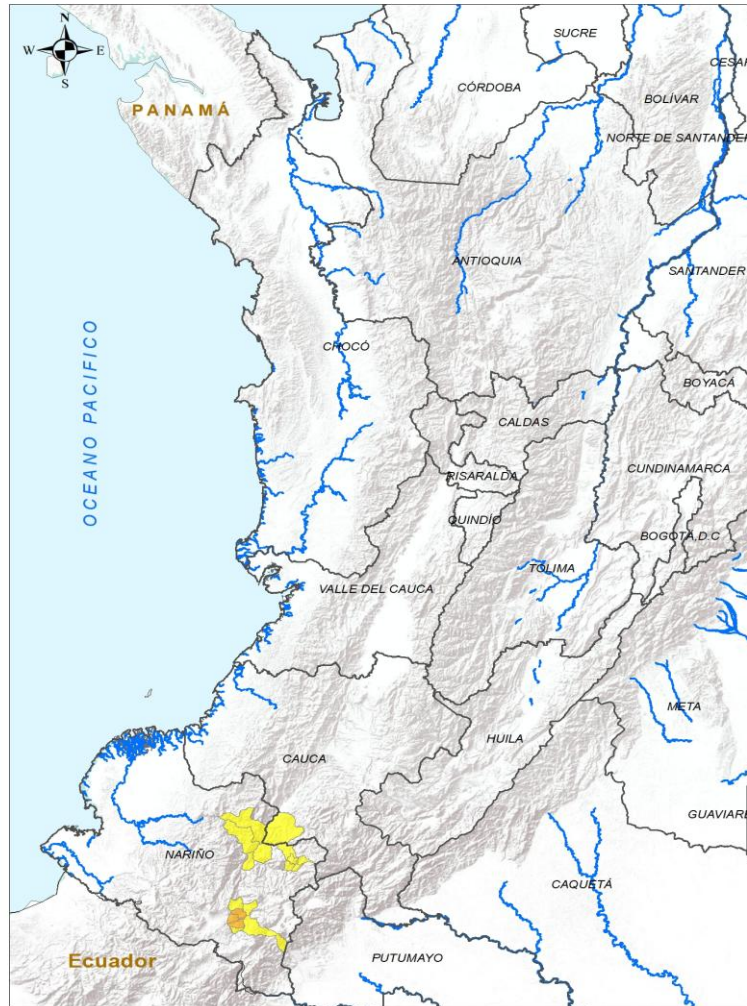 N
W E
S
PANAMÁ
SUCRE
CÓRDOBA
BOLÍVAR
NORTE DE SANTANDER
ANTIOQUIA
SANTANDER
CHOCÓ
BOYACÁ
CALDAS
CUNDINAMARCA
RISARALDA
QUINDÍO
BOGOTÁ,D.C
TOLIMA
VALLE DEL CAUCA
OCEANO PACIFICO
META
HUILA
CAUCA
GUAVIARE
NARIÑO
CAQUETÁ
PUTUMAYO
Ecuador